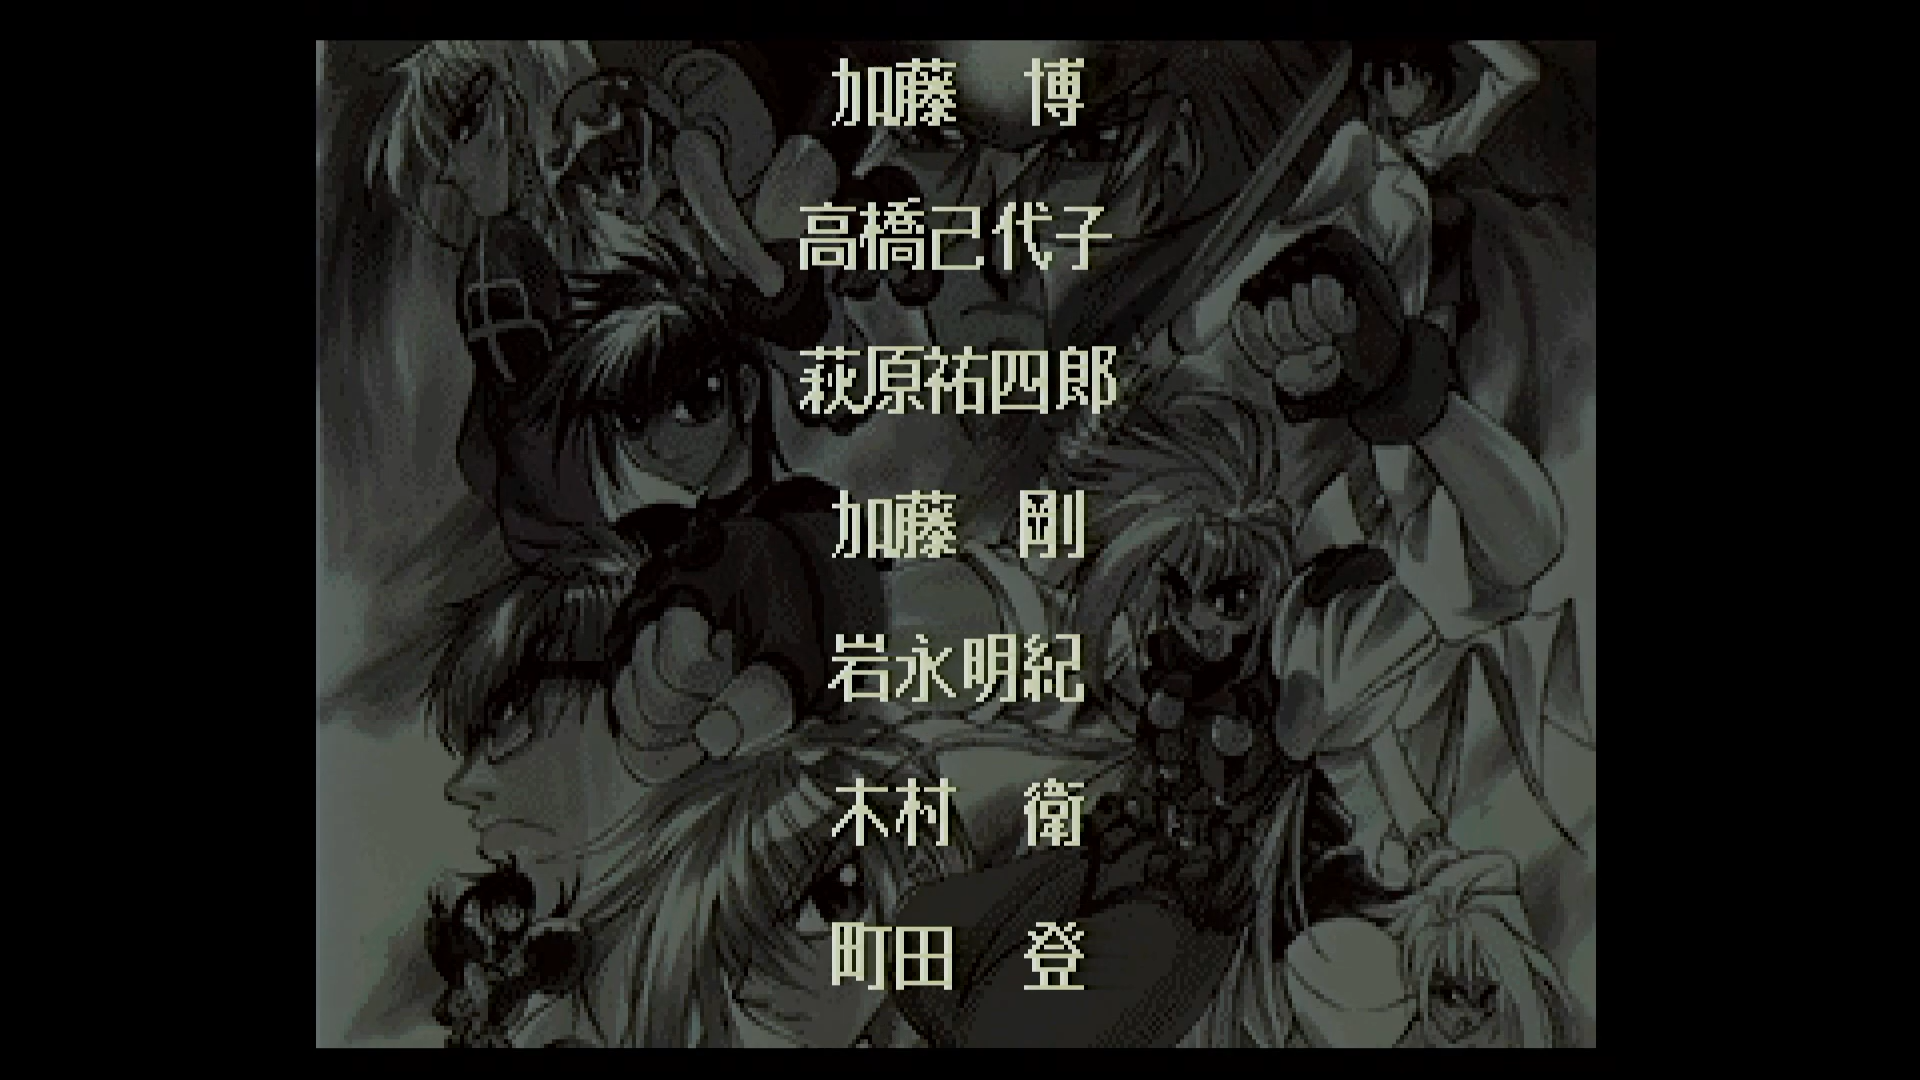 加藤　博
高橋己代子
萩原祐四郎
加藤　剛
岩永明紀
木村　衛
町田　登